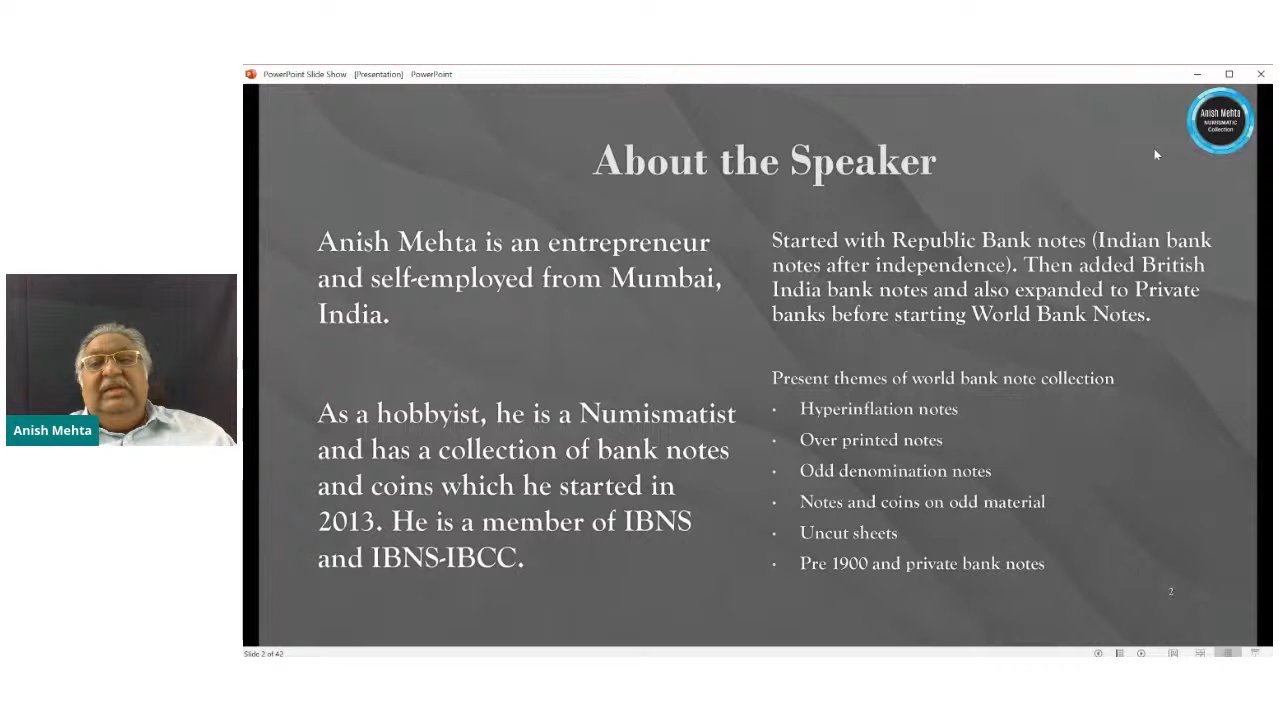 PowerPoint Slide Show [Presentation] PowerPoint
Anish Mehta
NUMISMATIC
Collection
About the Speaker
Anish Mehta is an entrepreneur
and self-employed from Mumbai,
India.
As a hobbyist, he is a Numismatist
and has a collection of bank notes
and coins which he started in
2013. He is a member of IBNS
and IBNS-IBCC.
Started with Republic Bank notes (Indian bank
notes after independence). Then added British
India bank notes and also expanded to Private
banks before starting World Bank Notes.
Present themes of world bank note collection
• Hyperinflation notes
• Over printed notes
• Odd denomination notes
• Notes and coins on odd material
• Uncut sheets
• Pre 1900 and private bank notes
2
Anish Mehta
Slide 2 of 42